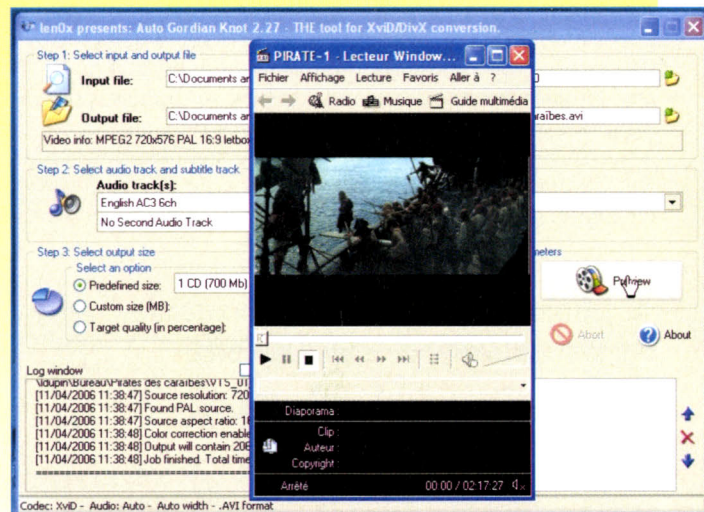 len0x presents: Auto Gordian Knot 2.27 - THE tool for XviD/DivX conversion.
Step 1: Select input and output file
Input file:
C:\Documents ar
Output file:
C:\Documents ar
araïbes.avi
Video info: MPEG2 720x576 PAL 16:9 letbox
Step 2: Select audio track and subtitle track
Audio track(s):
English AC3 6ch
No Second Audio Track
Step 3: Select output size
Select an option
Predefined size:
1 CD (700 Mb)
Custom size (MB):
Target quality (in percentage):
meters
Preview
Abort
About
Log window
\ldupin\Bureau\Pirates des caraïbes\VTS_01
[11/04/2006 11:38:47] Source resolution: 720
[11/04/2006 11:38:47] Found PAL source.
[11/04/2006 11:38:47] Source aspect ratio: 16
[11/04/2006 11:38:48] Color correction enable
[11/04/2006 11:38:48] Output will contain 206
[11/04/2006 11:38:48] Job finished. Total time
Codec: XviD - Audio: Auto - Auto width - .AVI format
PIRATE-1 - Lecteur Window...
Fichier Affichage Lecture Favoris Aller à ?
Radio Musique Guide multimédia
Diaporama :
Clip :
Auteur :
Copyright :
Arrêté
00:00 / 02:17:27